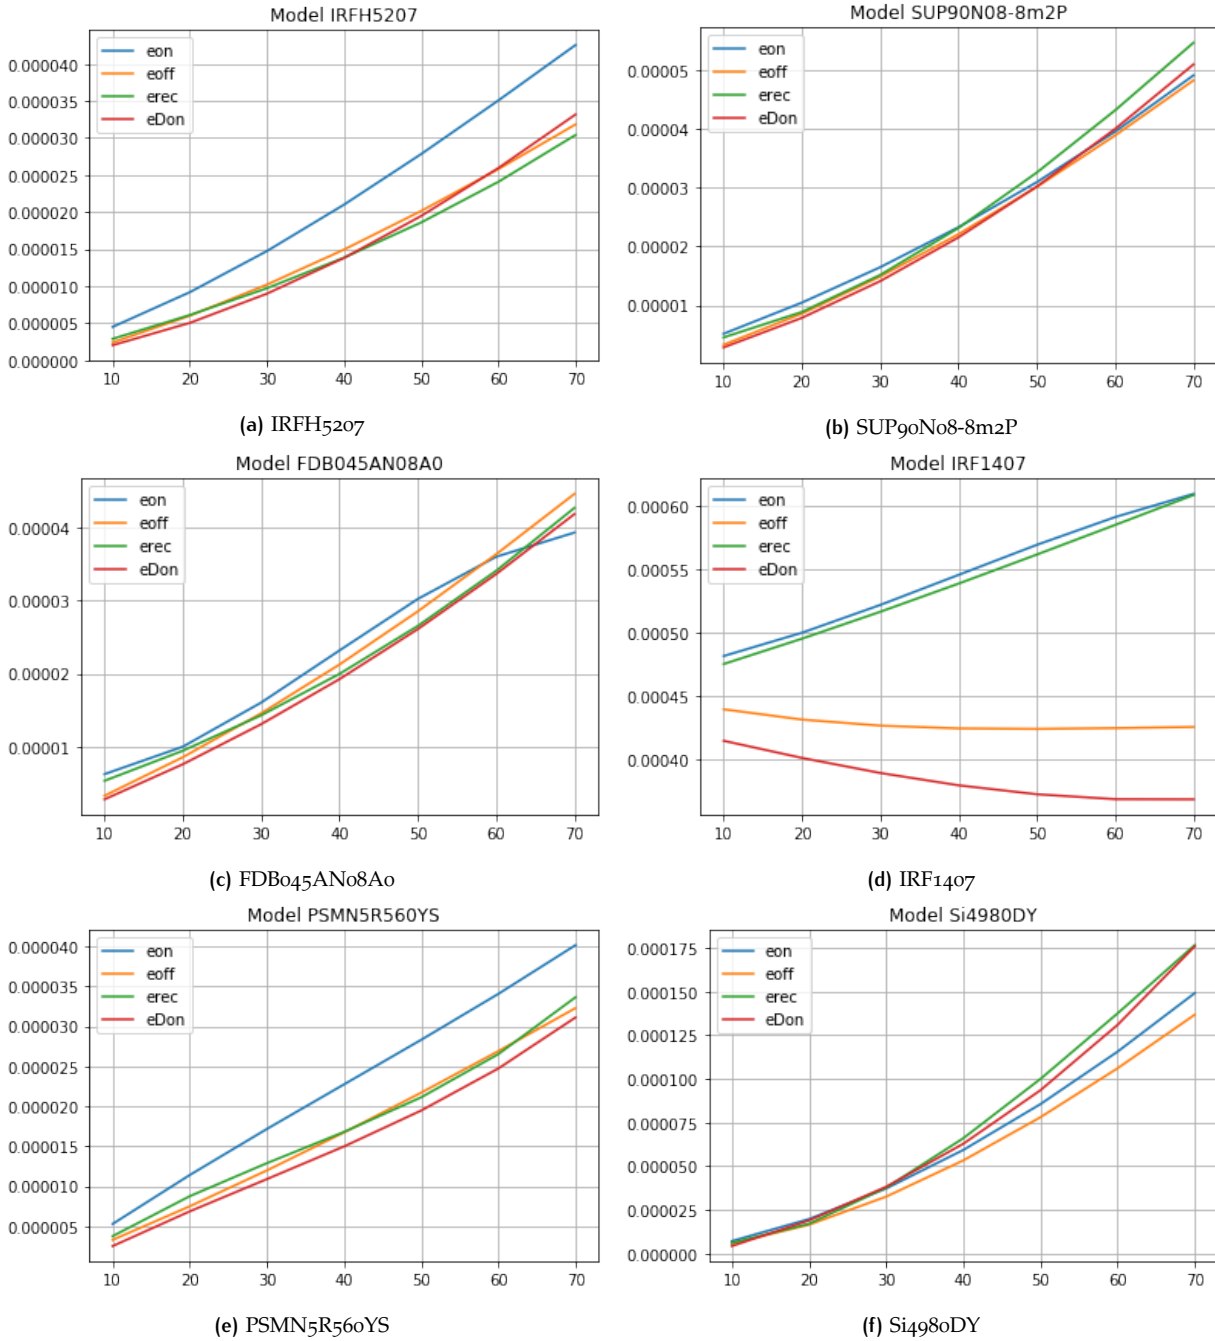 Model IRFH5207
eon
eoff
erec
eDon
0.000040
0.000035
0.000030
0.000025
0.000020
0.000015
0.000010
0.000005
0.000000
10 20 30 40 50 60 70
(a) IRFH5207
Model SUP90N08-8m2P
eon
eoff
erec
eDon
0.00005
0.00004
0.00003
0.00002
0.00001
10 20 30 40 50 60 70
(b) SUP90N08-8m2P
Model FDB045AN08A0
eon
eoff
erec
eDon
0.00004
0.00003
0.00002
0.00001
10 20 30 40 50 60 70
(c) FDB045AN08A0
Model IRF1407
eon
eoff
erec
eDon
0.00060
0.00055
0.00050
0.00045
0.00040
10 20 30 40 50 60 70
(d) IRF1407
Model PSMN5R560YS
eon
eoff
erec
eDon
0.000040
0.000035
0.000030
0.000025
0.000020
0.000015
0.000010
0.000005
10 20 30 40 50 60 70
(e) PSMN5R560YS
Model Si4980DY
eon
eoff
erec
eDon
0.000175
0.000150
0.000125
0.000100
0.000075
0.000050
0.000025
0.000000
10 20 30 40 50 60 70
(f) Si4980DY